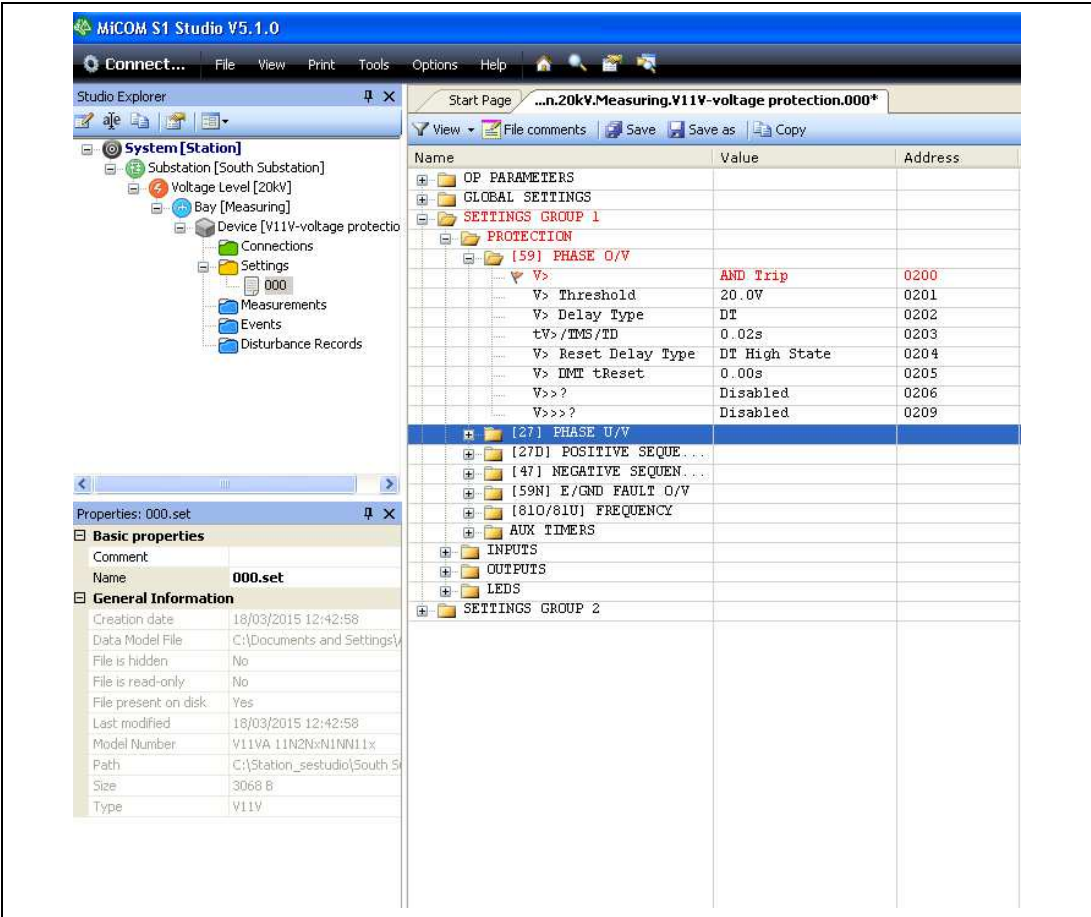 MiCOM S1 Studio V5.1.0
Connect... File View Print Tools Options Help
Studio Explorer
System [Station]
Substation [South Substation]
Voltage Level [20kV]
Bay [Measuring]
Device [V11V-voltage protectio
Connections
Settings
000
Measurements
Events
Disturbance Records
Properties: 000.set
Basic properties
Comment
Name 000.set
General Information
Creation date 18/03/2015 12:42:58
Data Model File C:\Documents and Settings\A
File is hidden No
File is read-only No
File present on disk Yes
Last modified 18/03/2015 12:42:58
Model Number V11VA 11N2NxN1NN11x
Path C:\Station_sestudio\South S
Size 3068 B
Type V11V
Start Page ...n.20kV.Measuring.V11V-voltage protection.000*
View File comments Save Save as Copy
Name Value Address
OP PARAMETERS
GLOBAL SETTINGS
SETTINGS GROUP 1
PROTECTION
[59] PHASE O/V
V> AND Trip 0200
V> Threshold 20.0V 0201
V> Delay Type DT 0202
tV>/TMS/TD 0.02s 0203
V> Reset Delay Type DT High State 0204
V> DMT tReset 0.00s 0205
V>>? Disabled 0206
V>>>? Disabled 0209
[27] PHASE U/V
[27D] POSITIVE SEQUE...
[47] NEGATIVE SEQUEN...
[59N] E/GND FAULT O/V
[81O/81U] FREQUENCY
AUX TIMERS
INPUTS
OUTPUTS
LEDS
SETTINGS GROUP 2